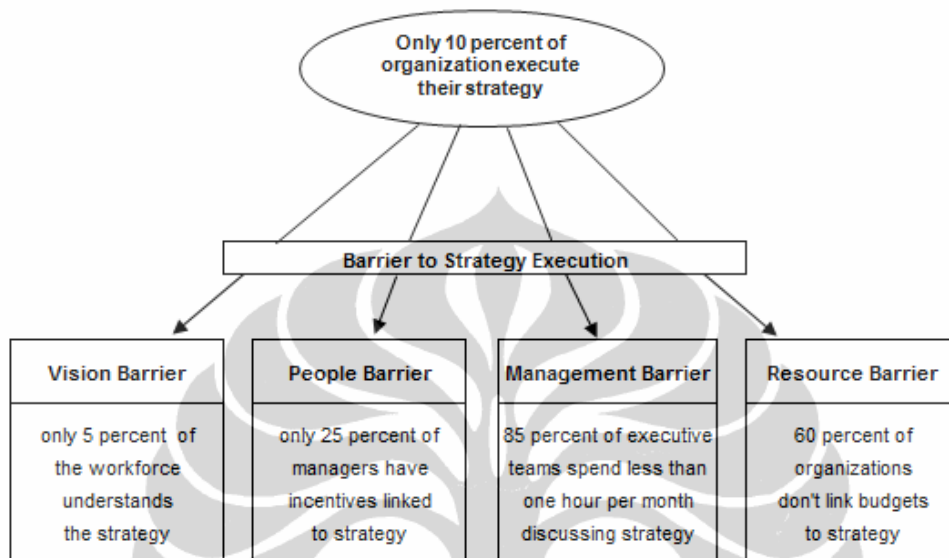 Only 10 percent of
organization execute
their strategy
Barrier to Strategy Execution
Vision Barrier
only 5 percent of
the workforce
understands
the strategy
People Barrier
only 25 percent of
managers have
incentives linked
to strategy
Management Barrier
85 percent of executive
teams spend less than
one hour per month
discussing strategy
Resource Barrier
60 percent of
organizations
don't link budgets
to strategy